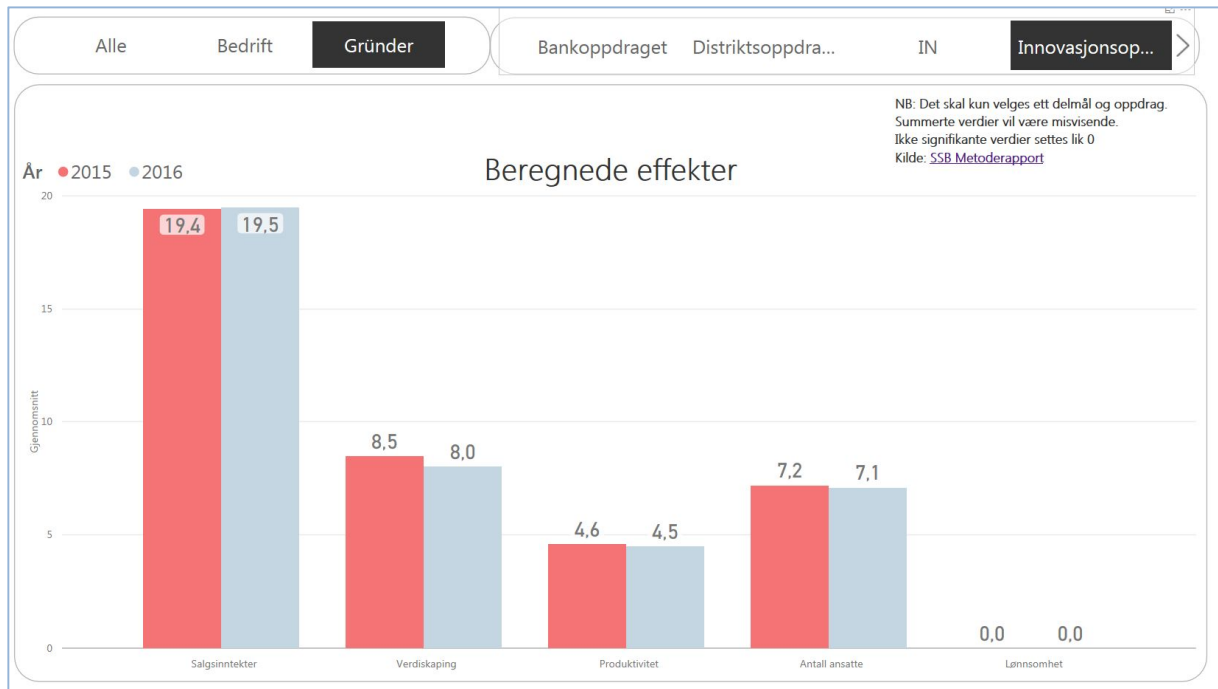 Alle Bedrift Gründer Bankoppdraget Distriktsoppdra... IN Innovasjonsop...
NB: Det skal kun velges ett delmål og oppdrag.
Summerte verdier vil være misvisende.
Ikke signifikante verdier settes lik 0
Kilde: SSB Metoderapport
År 2015 2016
Beregnede effekter
Gjennomsnitt
20
15
10
5
0
19,4 19,5
8,5 8,0
4,6 4,5
7,2 7,1
0,0 0,0
Salgsinntekter Verdiskaping Produktivitet Antall ansatte Lønnsomhet